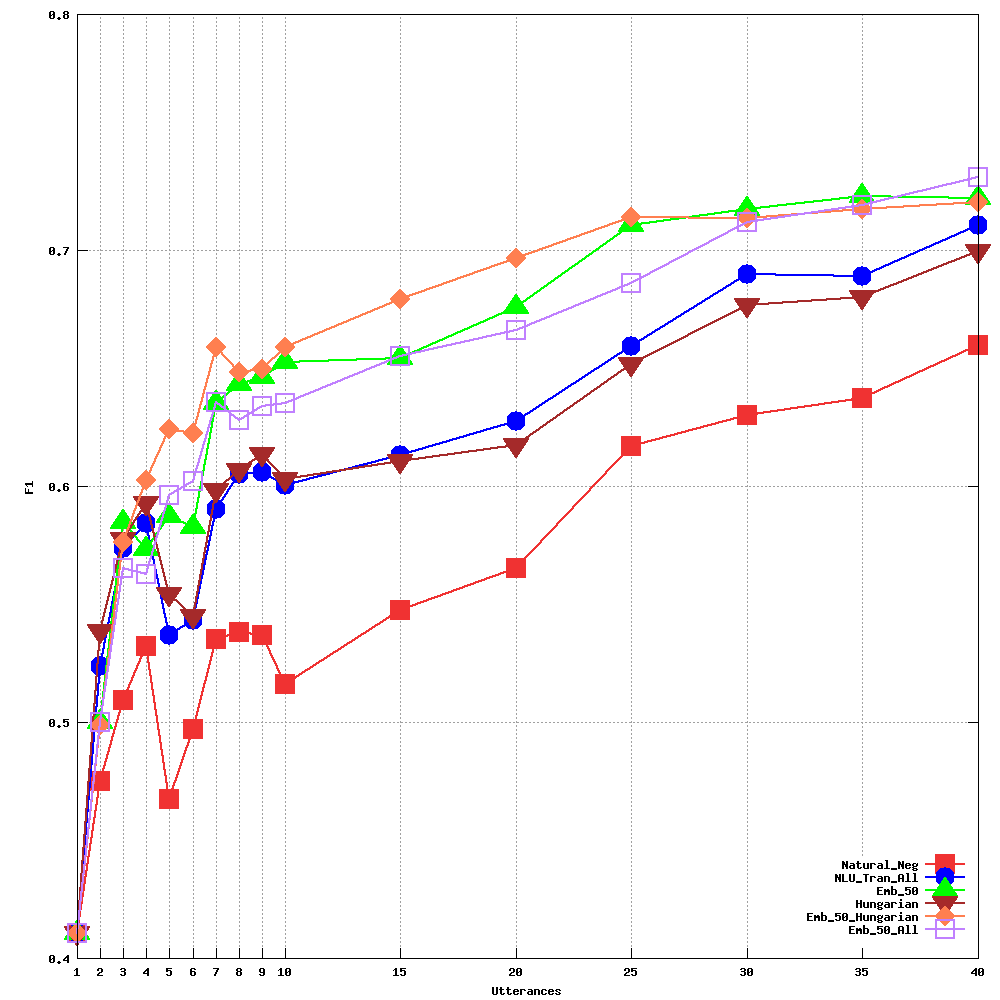 0.8
0.7
0.6
0.5
0.4
F1
1 2 3 4 5 6 7 8 9 10 15 20 25 30 35 40
Utterances
Natural_Neg
NLU_Tran_All
Emb_50
Hungarian
Emb_50_Hungarian
Emb_50_All